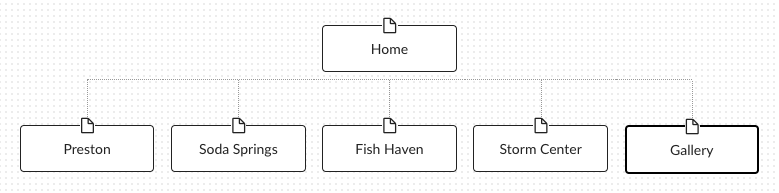 Home
Preston
Soda Springs
Fish Haven
Storm Center
Gallery